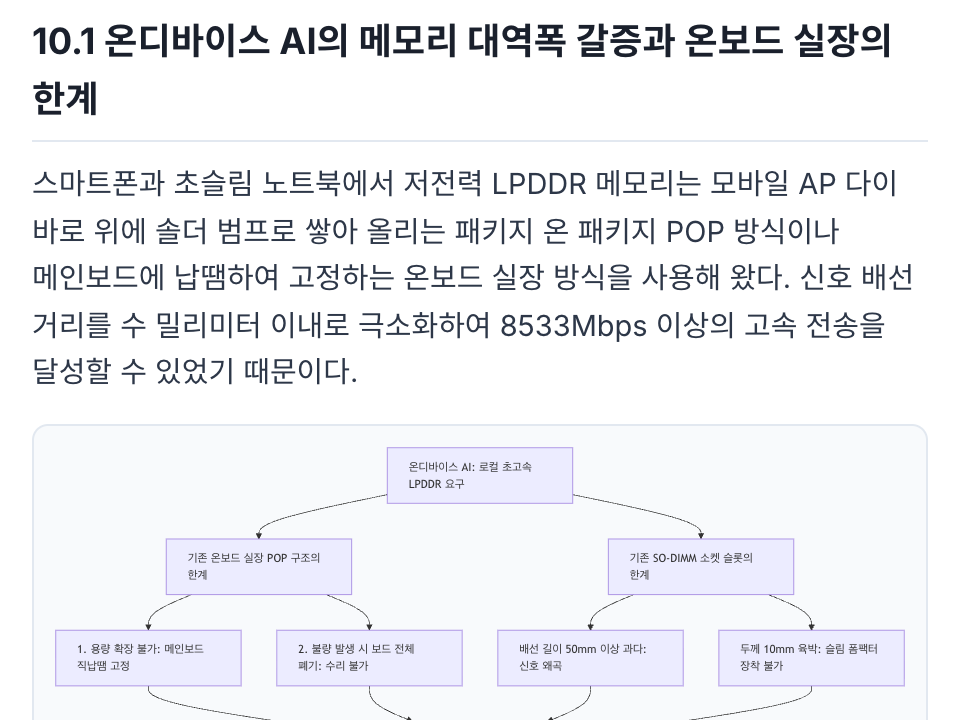 10.1 온디바이스 AI의 메모리 대역폭 갈증과 온보드 실장의
한계
스마트폰과 초슬림 노트북에서 저전력 LPDDR 메모리는 모바일 AP 다이
바로 위에 솔더 범프로 쌓아 올리는 패키지 온 패키지 POP 방식이나
메인보드에 납땜하여 고정하는 온보드 실장 방식을 사용해 왔다. 신호 배선
거리를 수 밀리미터 이내로 극소화하여 8533Mbps 이상의 고속 전송을
달성할 수 있었기 때문이다.
온디바이스 AI: 로컬 초고속
LPDDR 요구
기존 온보드 실장 POP 구조의
한계
기존 SO-DIMM 소켓 슬롯의
한계
1. 용량 확장 불가: 메인보드
직납땜 고정
2. 불량 발생 시 보드 전체
폐기: 수리 불가
배선 길이 50mm 이상 과다:
신호 왜곡
두께 10mm 육박: 슬림 폼팩터
장착 불가